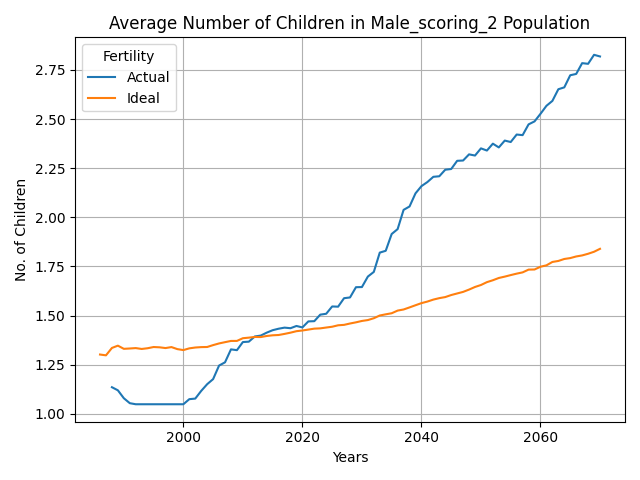 Average Number of Children in Male_scoring_2 Population
Fertility
Actual
Ideal
No. of Children
2.75
2.50
2.25
2.00
1.75
1.50
1.25
1.00
2000 2020 2040 2060
Years